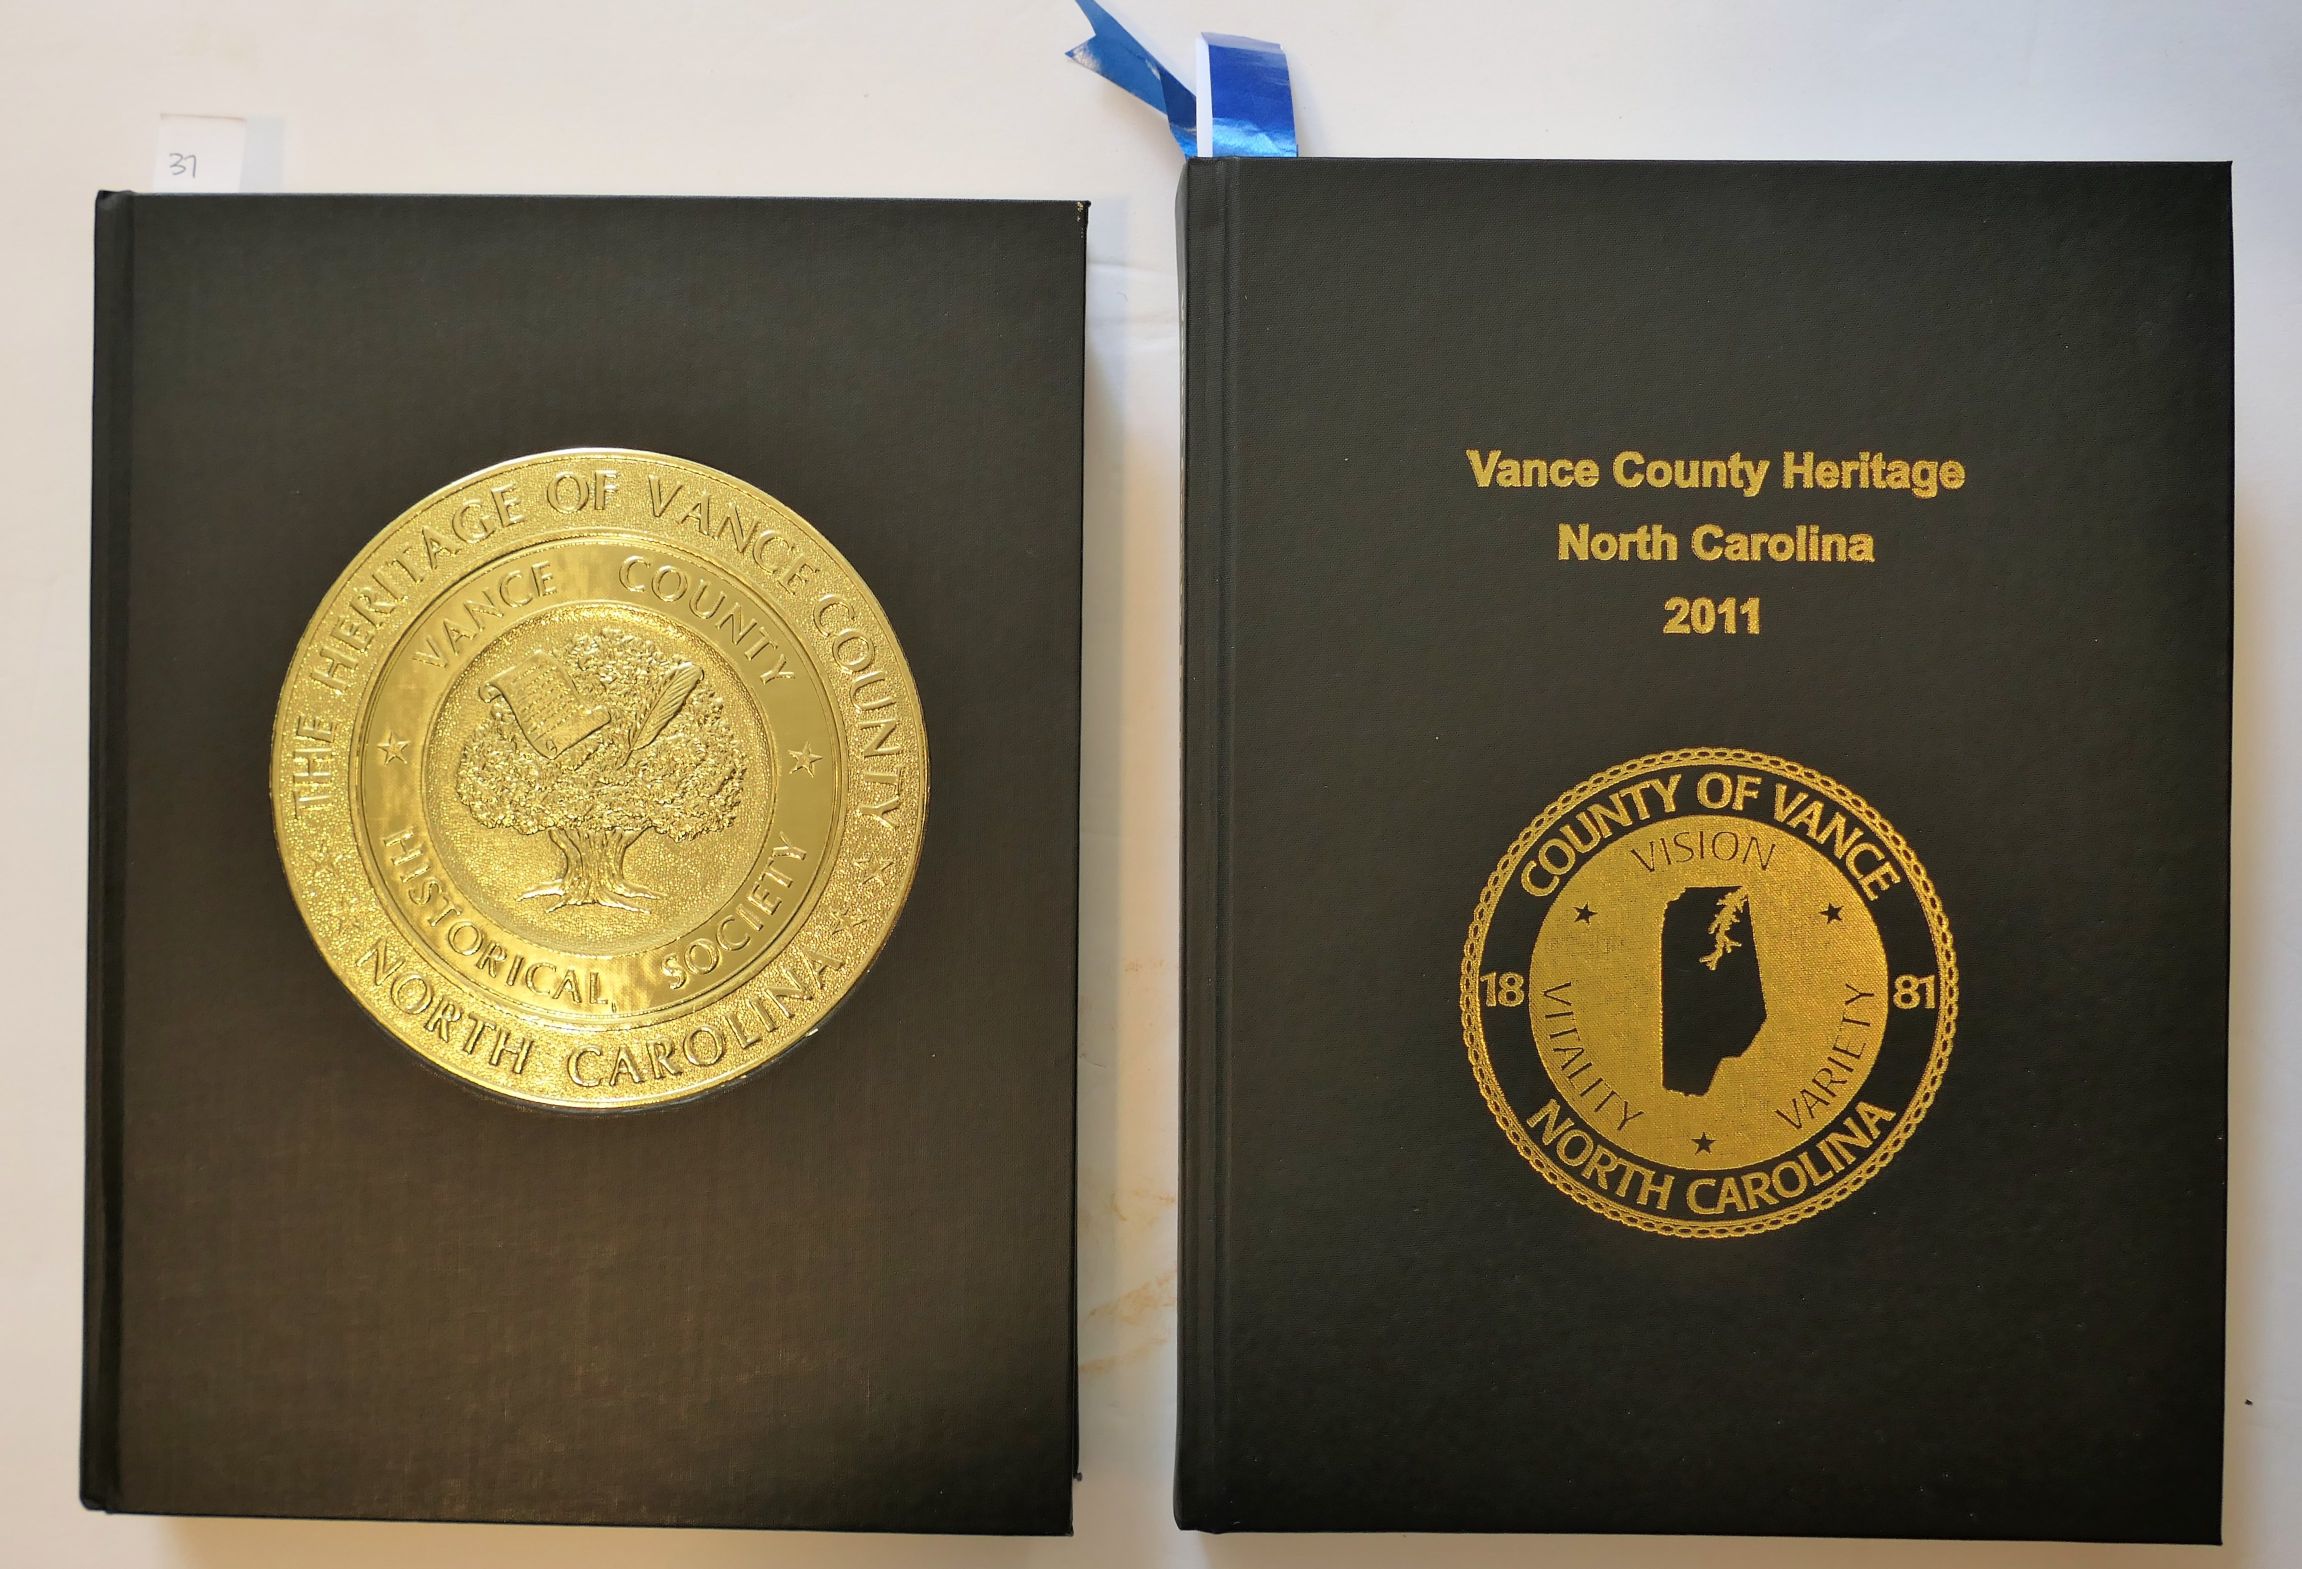 37
THE HERITAGE OF VANCE COUNTY
NORTH CAROLINA
VANCE COUNTY
HISTORICAL SOCIETY
Vance County Heritage
North Carolina
2011
COUNTY OF VANCE
NORTH CAROLINA
18 81
VISION
VITALITY
VARIETY